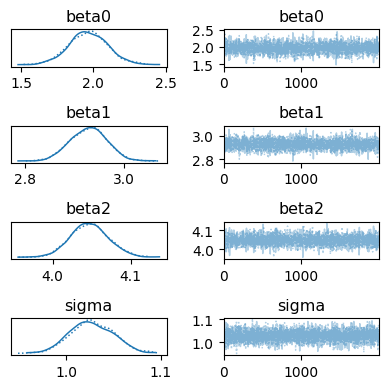 beta0 beta0
2.5
2.0
1.5
1.5 2.0 2.5 0 1000
beta1 beta1
3.0
2.8
2.8 3.0 0 1000
beta2 beta2
4.1
4.0
4.0 4.1 0 1000
sigma sigma
1.1
1.0
1.0 1.1 0 1000